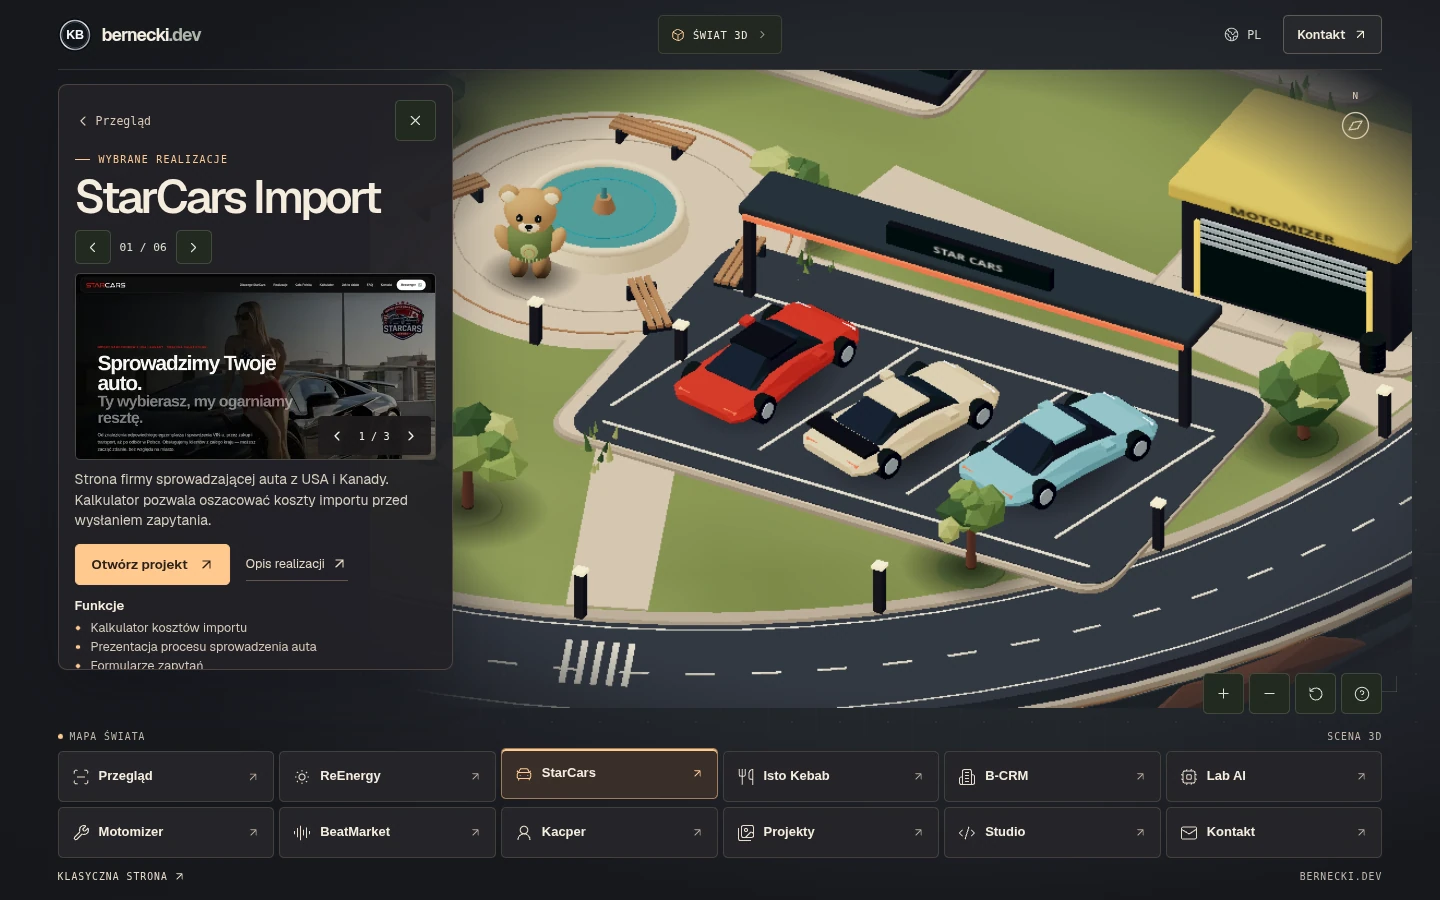 KB bernecki.dev
ŚWIAT 3D
PL
Kontakt
Przegląd
WYBRANE REALIZACJE
StarCars Import
01 / 06
STARCARS
STARCARS
Sprowadzimy Twoje
auto.
Ty wybierasz, my ogarniamy
resztę.
1 / 3
Strona firmy sprowadzającej auta z USA i Kanady.
Kalkulator pozwala oszacować koszty importu przed
wysłaniem zapytania.
Otwórz projekt
Opis realizacji
Funkcje
Kalkulator kosztów importu
Prezentacja procesu sprowadzenia auta
Formularze zapytań
N
MOTOMIZER
STAR CARS
MAPA ŚWIATA
SCENA 3D
Przegląd
ReEnergy
StarCars
Isto Kebab
B-CRM
Lab AI
Motomizer
BeatMarket
Kacper
Projekty
Studio
Kontakt
KLASYCZNA STRONA
BERNECKI.DEV